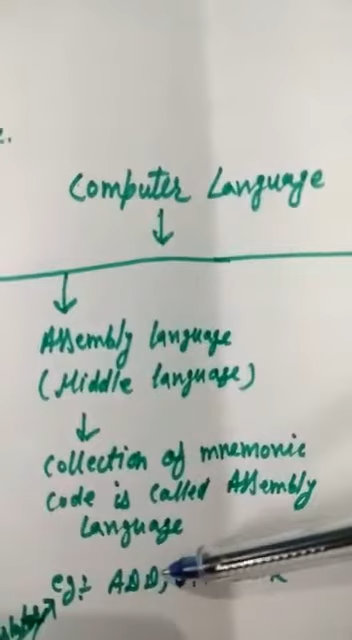 Computer Language
Assembly language
(Middle language)
Collection of mnemonic
code is called Assembly
language
eg:- ADD,